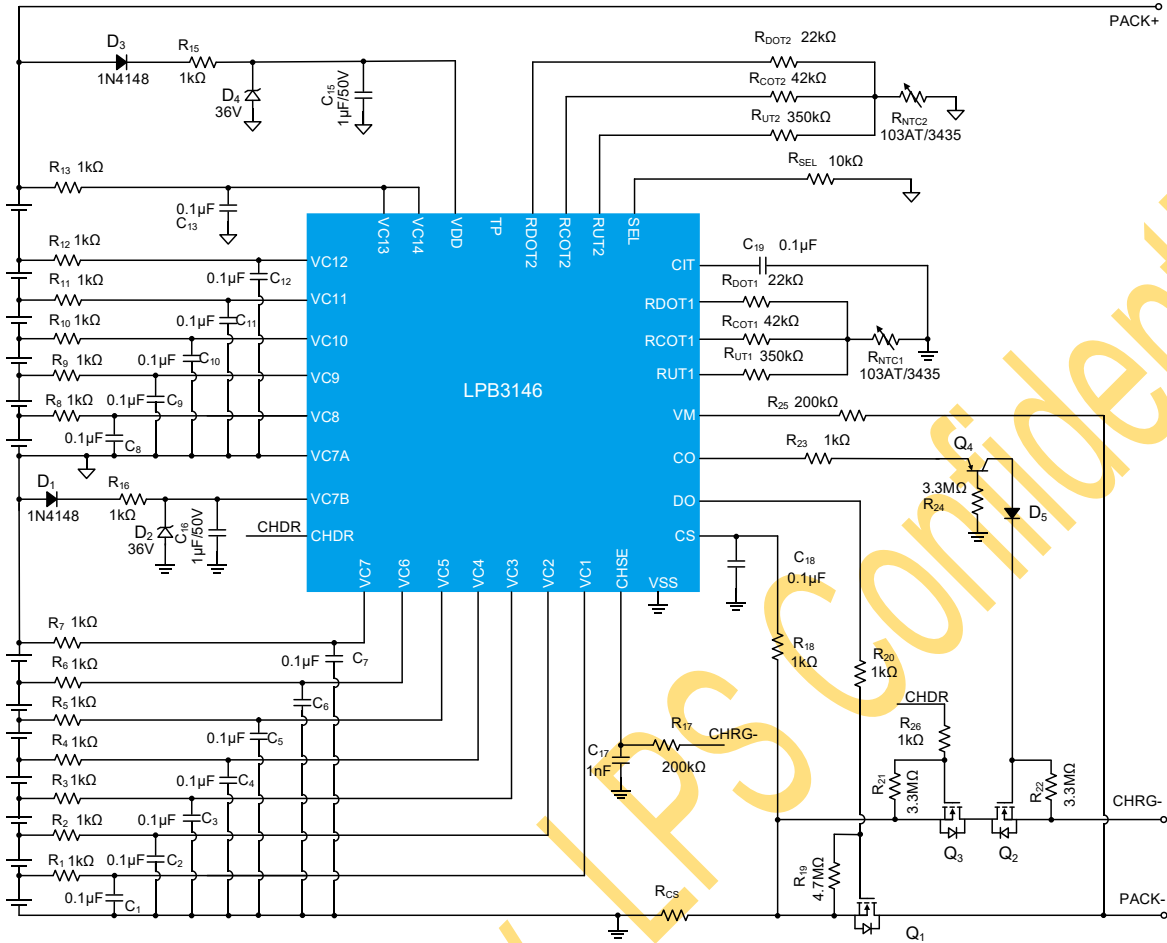 PACK+
D3
1N4148
R15
1kΩ
D4
36V
C15
1µF/50V
RDOT2 22kΩ
RCOT2 42kΩ
RUT2 350kΩ
RNTC2
103AT/3435
RSEL 10kΩ
R13 1kΩ
0.1µF
C13
VC13
VC14
VDD
TP
RDOT2
RCOT2
RUT2
SEL
R12 1kΩ
VC12
0.1µF C12
R11 1kΩ
VC11
0.1µF C11
R10 1kΩ
VC10
0.1µF C10
R9 1kΩ
VC9
0.1µF C9
R8 1kΩ
VC8
0.1µF C8
VC7A
D1
1N4148
R16
1kΩ
VC7B
D2
36V
C16
1µF/50V
CHDR
CHDR
LPB3146
CIT
C19 0.1µF
RDOT1
RDOT1 22kΩ
RCOT1
RCOT1 42kΩ
RUT1
RUT1 350kΩ
RNTC1
103AT/3435
VM
R25 200kΩ
CO
R23 1kΩ
Q4
3.3MΩ
R24
D5
DO
CS
C18
0.1µF
VC7
VC6
VC5
VC4
VC3
VC2
VC1
CHSE
VSS
R7 1kΩ
0.1µF C7
R6 1kΩ
C6
R5 1kΩ
0.1µF C5
R4 1kΩ
0.1µF C4
R3 1kΩ
0.1µF C3
R2 1kΩ
0.1µF C2
R1 1kΩ
0.1µF C1
R18
1kΩ
R20
1kΩ
CHDR
R26
1kΩ
R17
CHRG-
200kΩ
C17
1nF
R21
3.3MΩ
R22
3.3MΩ
CHRG-
Q3
Q2
R19
4.7MΩ
RCS
PACK-
Q1
LPS Confident